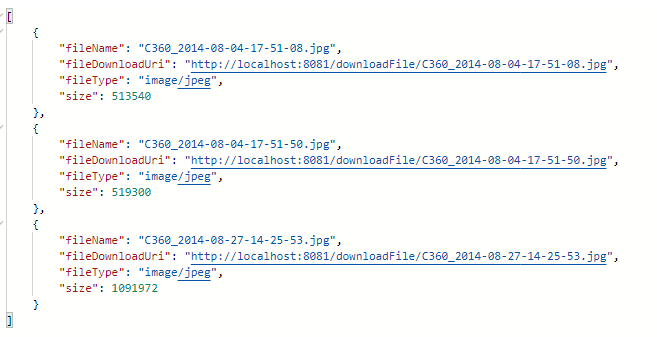 [
{
"fileName": "C360_2014-08-04-17-51-08.jpg",
"fileDownloadUri": "http://localhost:8081/downloadFile/C360_2014-08-04-17-51-08.jpg",
"fileType": "image/jpeg",
"size": 513540
},
{
"fileName": "C360_2014-08-04-17-51-50.jpg",
"fileDownloadUri": "http://localhost:8081/downloadFile/C360_2014-08-04-17-51-50.jpg",
"fileType": "image/jpeg",
"size": 519300
},
{
"fileName": "C360_2014-08-27-14-25-53.jpg",
"fileDownloadUri": "http://localhost:8081/downloadFile/C360_2014-08-27-14-25-53.jpg",
"fileType": "image/jpeg",
"size": 1091972
}
]